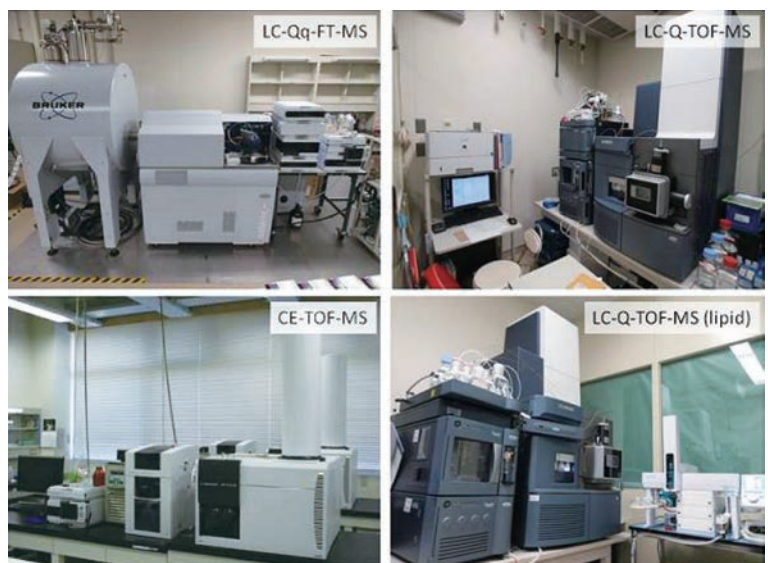 LC-Qq-FT-MS
BRUKER
LC-Q-TOF-MS
CE-TOF-MS
LC-Q-TOF-MS (lipid)